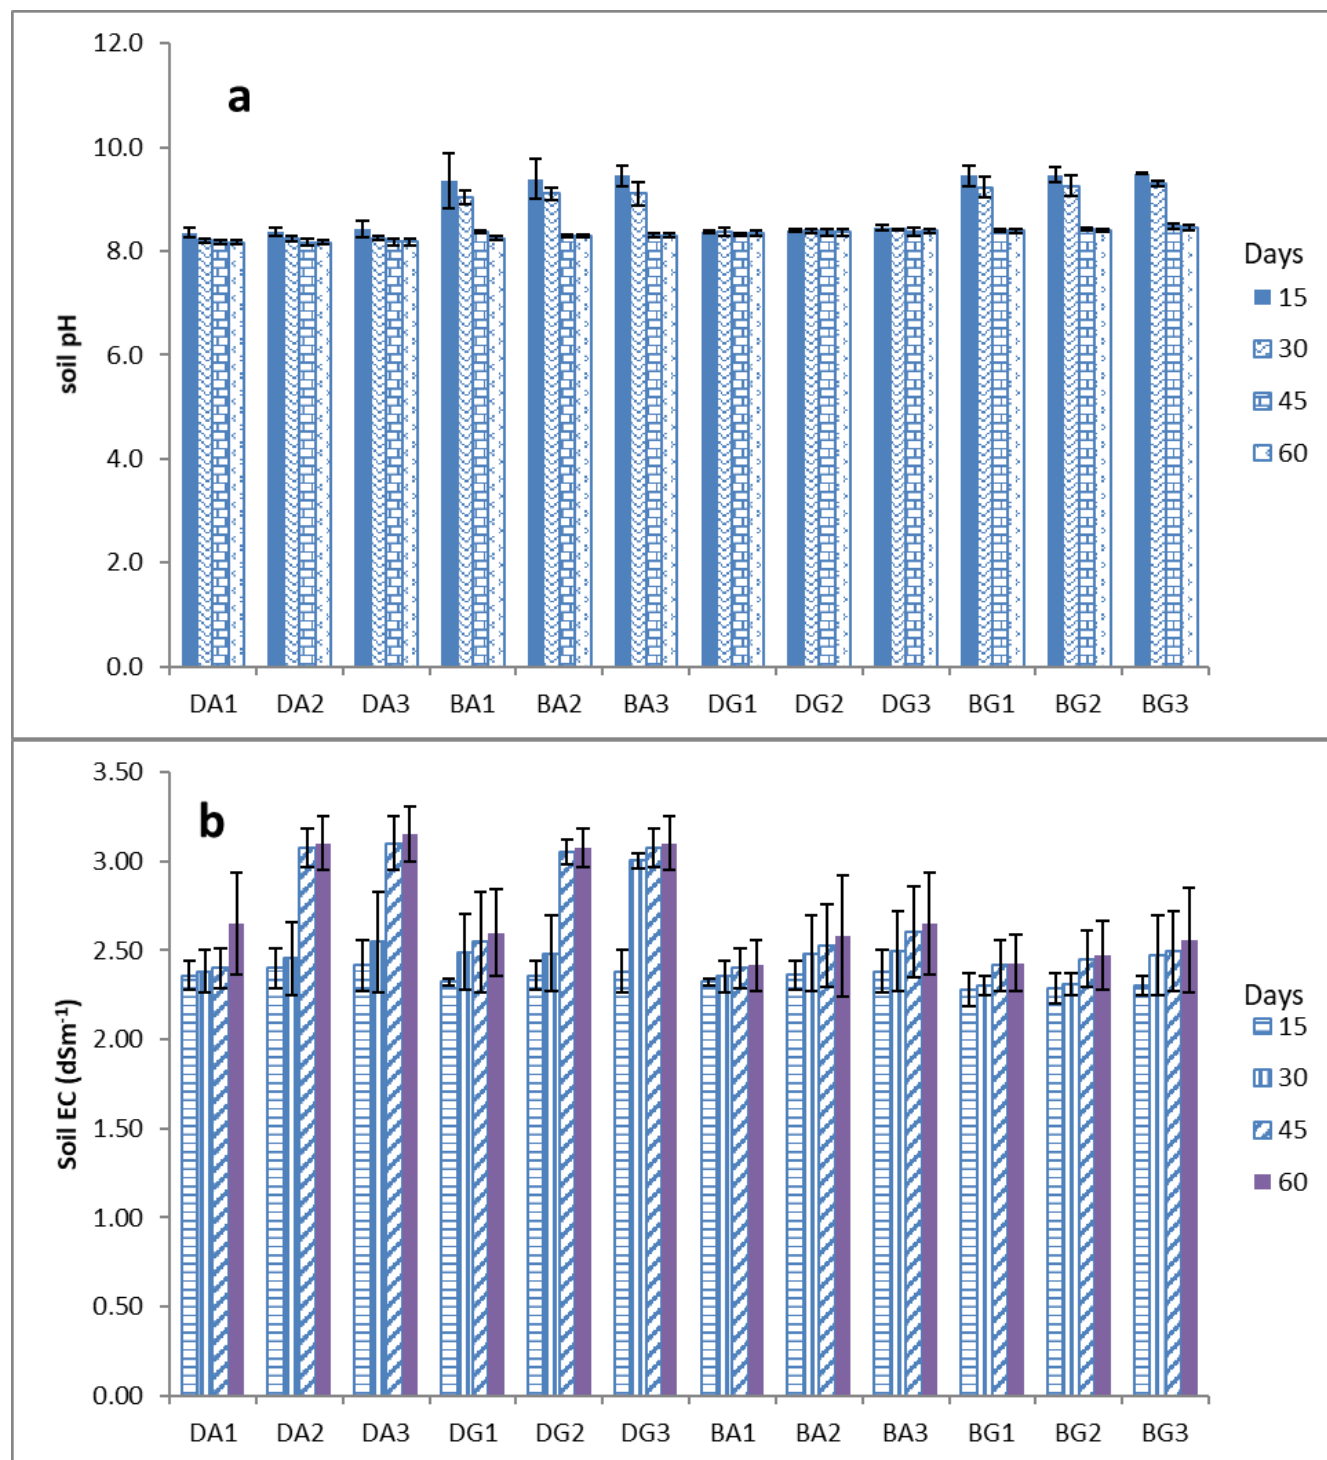 12.0
a
10.0
8.0
6.0
4.0
2.0
0.0
soil pH
DA1 DA2 DA3 BA1 BA2 BA3 DG1 DG2 DG3 BG1 BG2 BG3
Days
15
30
45
60
3.50
b
3.00
2.50
2.00
1.50
1.00
0.50
0.00
Soil EC (dSm⁻¹)
DA1 DA2 DA3 DG1 DG2 DG3 BA1 BA2 BA3 BG1 BG2 BG3
Days
15
30
45
60